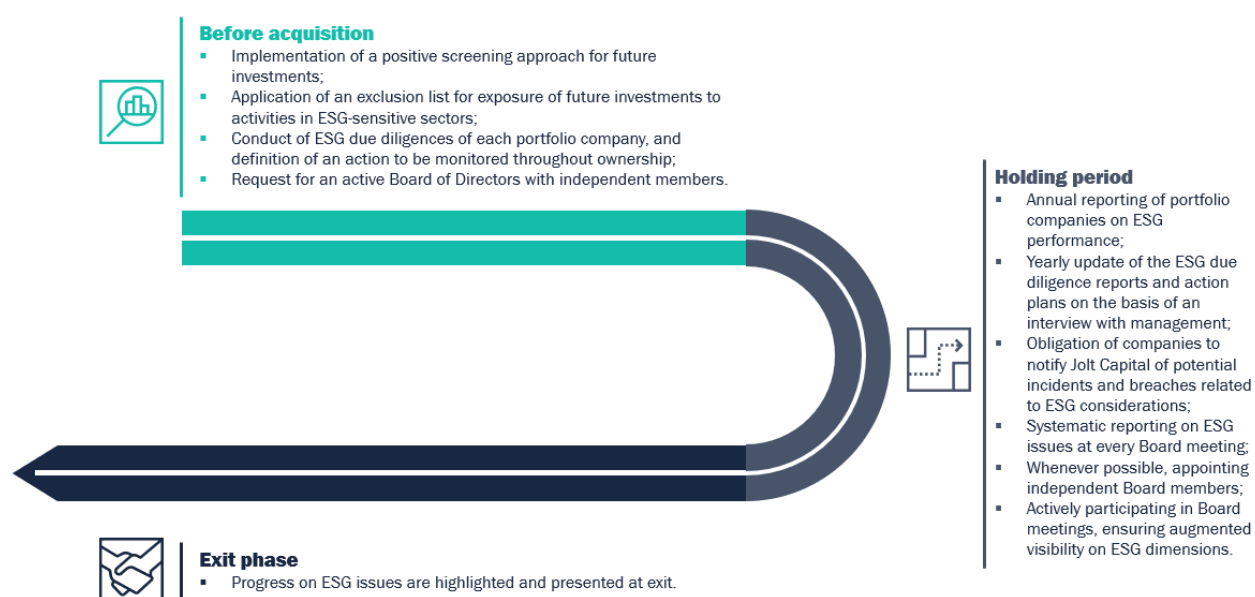 Before acquisition
▪ Implementation of a positive screening approach for future
investments;
▪ Application of an exclusion list for exposure of future investments to
activities in ESG-sensitive sectors;
▪ Conduct of ESG due diligences of each portfolio company, and
definition of an action to be monitored throughout ownership;
▪ Request for an active Board of Directors with independent members.
Holding period
▪ Annual reporting of portfolio
companies on ESG
performance;
▪ Yearly update of the ESG due
diligence reports and action
plans on the basis of an
interview with management;
▪ Obligation of companies to
notify Jolt Capital of potential
incidents and breaches related
to ESG considerations;
▪ Systematic reporting on ESG
issues at every Board meeting;
▪ Whenever possible, appointing
independent Board members;
▪ Actively participating in Board
meetings, ensuring augmented
visibility on ESG dimensions.
Exit phase
▪ Progress on ESG issues are highlighted and presented at exit.